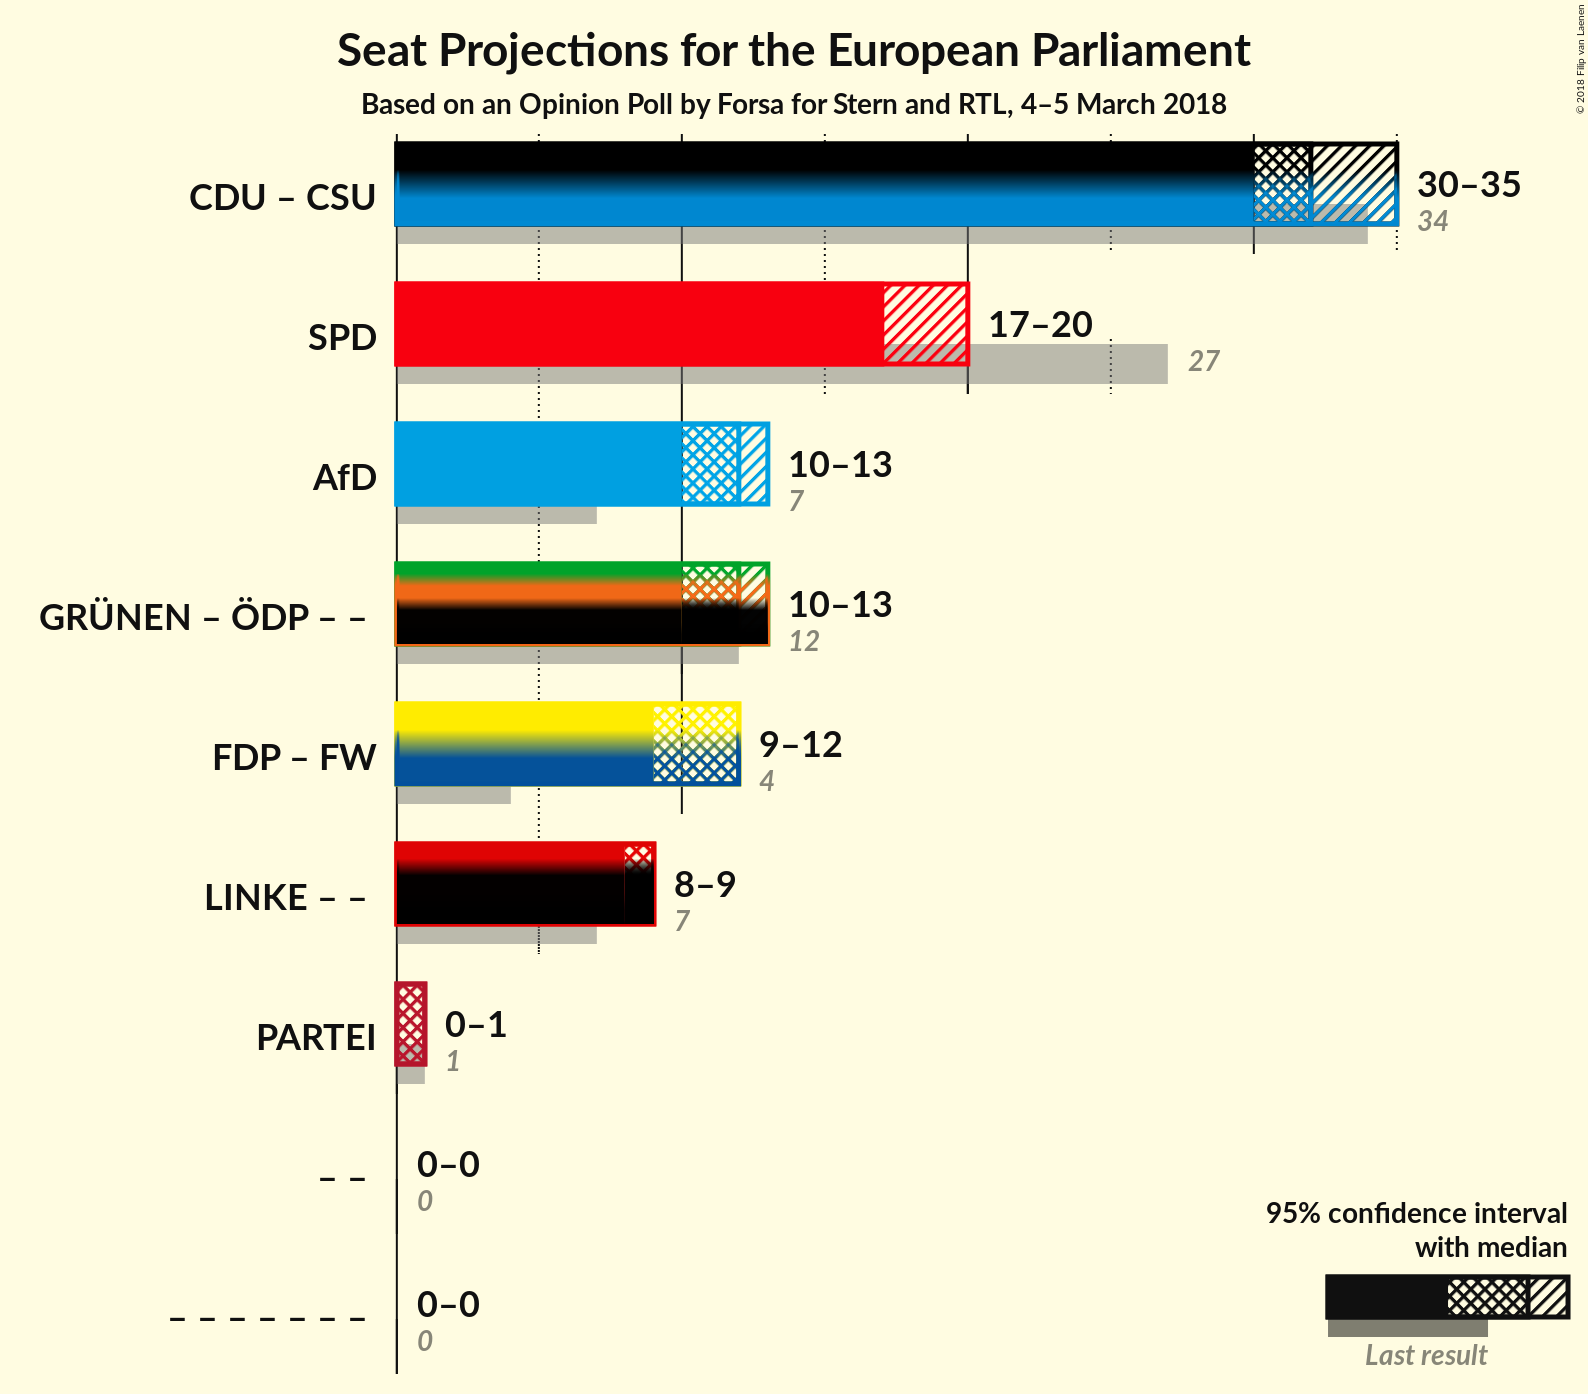 Seat Projections for the European Parliament
Based on an Opinion Poll by Forsa for Stern and RTL, 4–5 March 2018
© 2018 Filip van Laenen
CDU – CSU
30–35
34
SPD
17–20
27
AfD
10–13
7
GRÜNEN – ÖDP – –
10–13
12
FDP – FW
9–12
4
LINKE – –
8–9
7
PARTEI
0–1
1
– –
0–0
0
– – – – – – –
0–0
0
95% confidence interval
with median
Last result